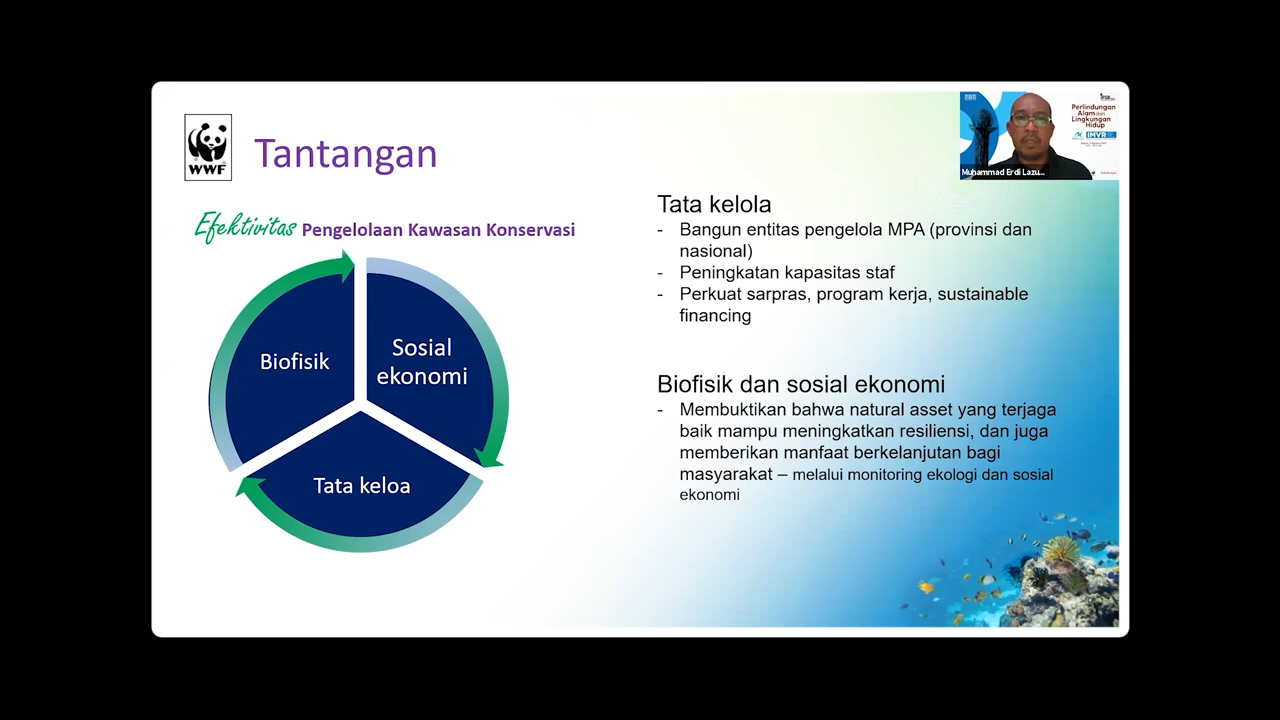 WWF
Tantangan
Efektivitas Pengelolaan Kawasan Konservasi
Biofisik
Sosial
ekonomi
Tata keloa
Tata kelola
- Bangun entitas pengelola MPA (provinsi dan
nasional)
- Peningkatan kapasitas staf
- Perkuat sarpras, program kerja, sustainable
financing
Biofisik dan sosial ekonomi
- Membuktikan bahwa natural asset yang terjaga
baik mampu meningkatkan resiliensi, dan juga
memberikan manfaat berkelanjutan bagi
masyarakat – melalui monitoring ekologi dan sosial
ekonomi
Perlindungan
Alam dan
Lingkungan
Hidup
IMVR
Muhammad Erdi Lazu...